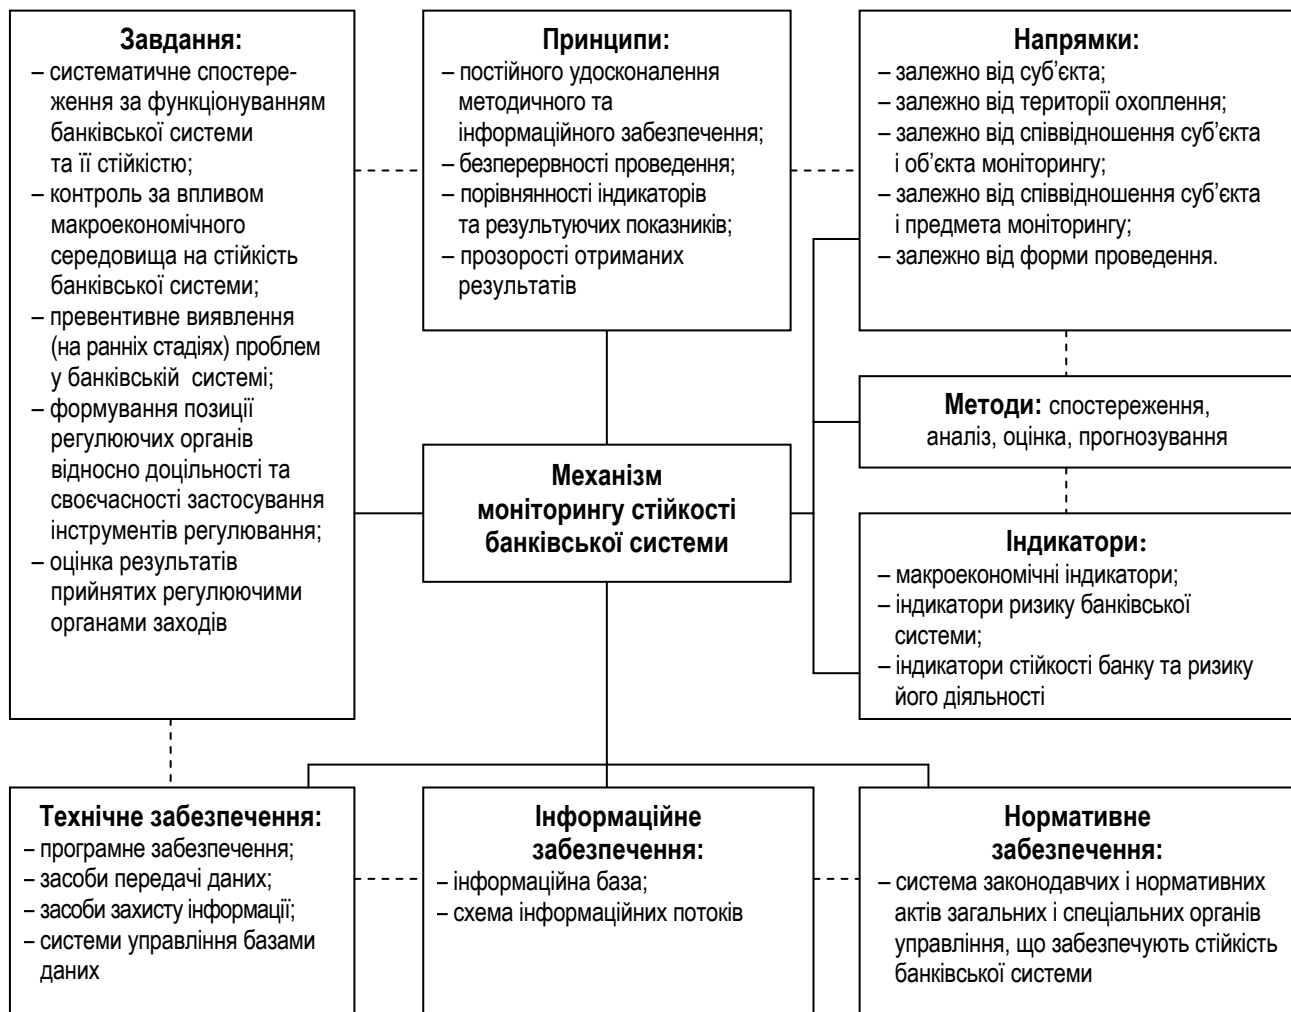 Завдання:
– систематичне спостере-
ження за функціонуванням
банківської системи
та її стійкістю;
– контроль за впливом
макроекономічного
середовища на стійкість
банківської системи;
– превентивне виявлення
(на ранніх стадіях) проблем
у банківській системі;
– формування позиції
регулюючих органів
відносно доцільності та
своєчасності застосування
інструментів регулювання;
– оцінка результатів
прийнятих регулюючими
органами заходів
Принципи:
– постійного удосконалення
методичного та
інформаційного забезпечення;
– безперервності проведення;
– порівнянності індикаторів
та результуючих показників;
– прозорості отриманих
результатів
Напрямки:
– залежно від суб’єкта;
– залежно від території охоплення;
– залежно від співвідношення суб’єкта
і об’єкта моніторингу;
– залежно від співвідношення суб’єкта
і предмета моніторингу;
– залежно від форми проведення.
Методи: спостереження,
аналіз, оцінка, прогнозування
Механізм
моніторингу стійкості
банківської системи
Індикатори:
– макроекономічні індикатори;
– індикатори ризику банківської
системи;
– індикатори стійкості банку та ризику
його діяльності
Технічне забезпечення:
– програмне забезпечення;
– засоби передачі даних;
– засоби захисту інформації;
– системи управління базами
даних
Інформаційне
забезпечення:
– інформаційна база;
– схема інформаційних потоків
Нормативне
забезпечення:
– система законодавчих і нормативних
актів загальних і спеціальних органів
управління, що забезпечують стійкість
банківської системи